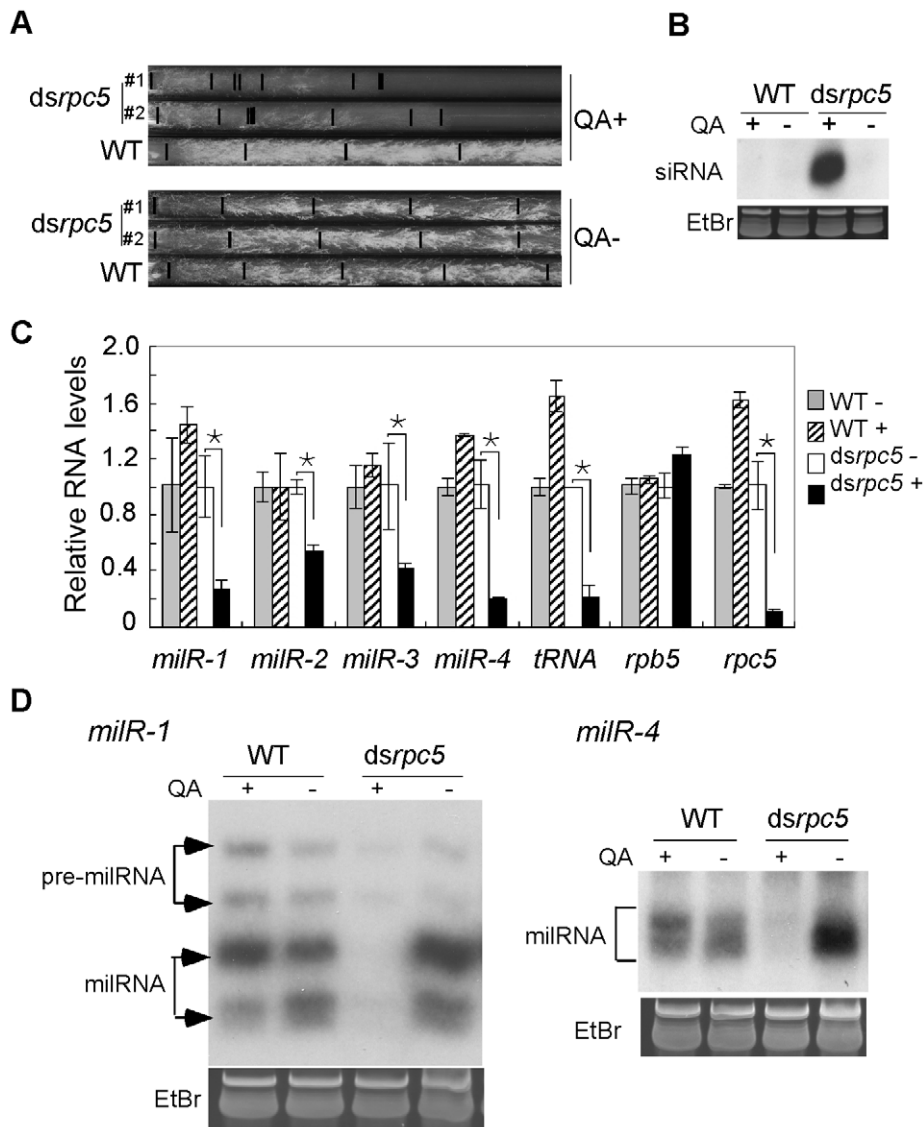 A
dsrpc5
#1
#2
WT
QA+
dsrpc5
#1
#2
WT
QA-
B
WT dsrpc5
QA + - + -
siRNA
EtBr
C
Relative RNA levels
2.0
1.6
1.2
0.8
0.4
0
* * * * * *
milR-1 milR-2 milR-3 milR-4 tRNA rpb5 rpc5
WT -
WT +
dsrpc5 -
dsrpc5 +
D
milR-1
WT dsrpc5
QA + - + -
pre-milRNA
milRNA
EtBr
milR-4
WT dsrpc5
QA + - + -
milRNA
EtBr